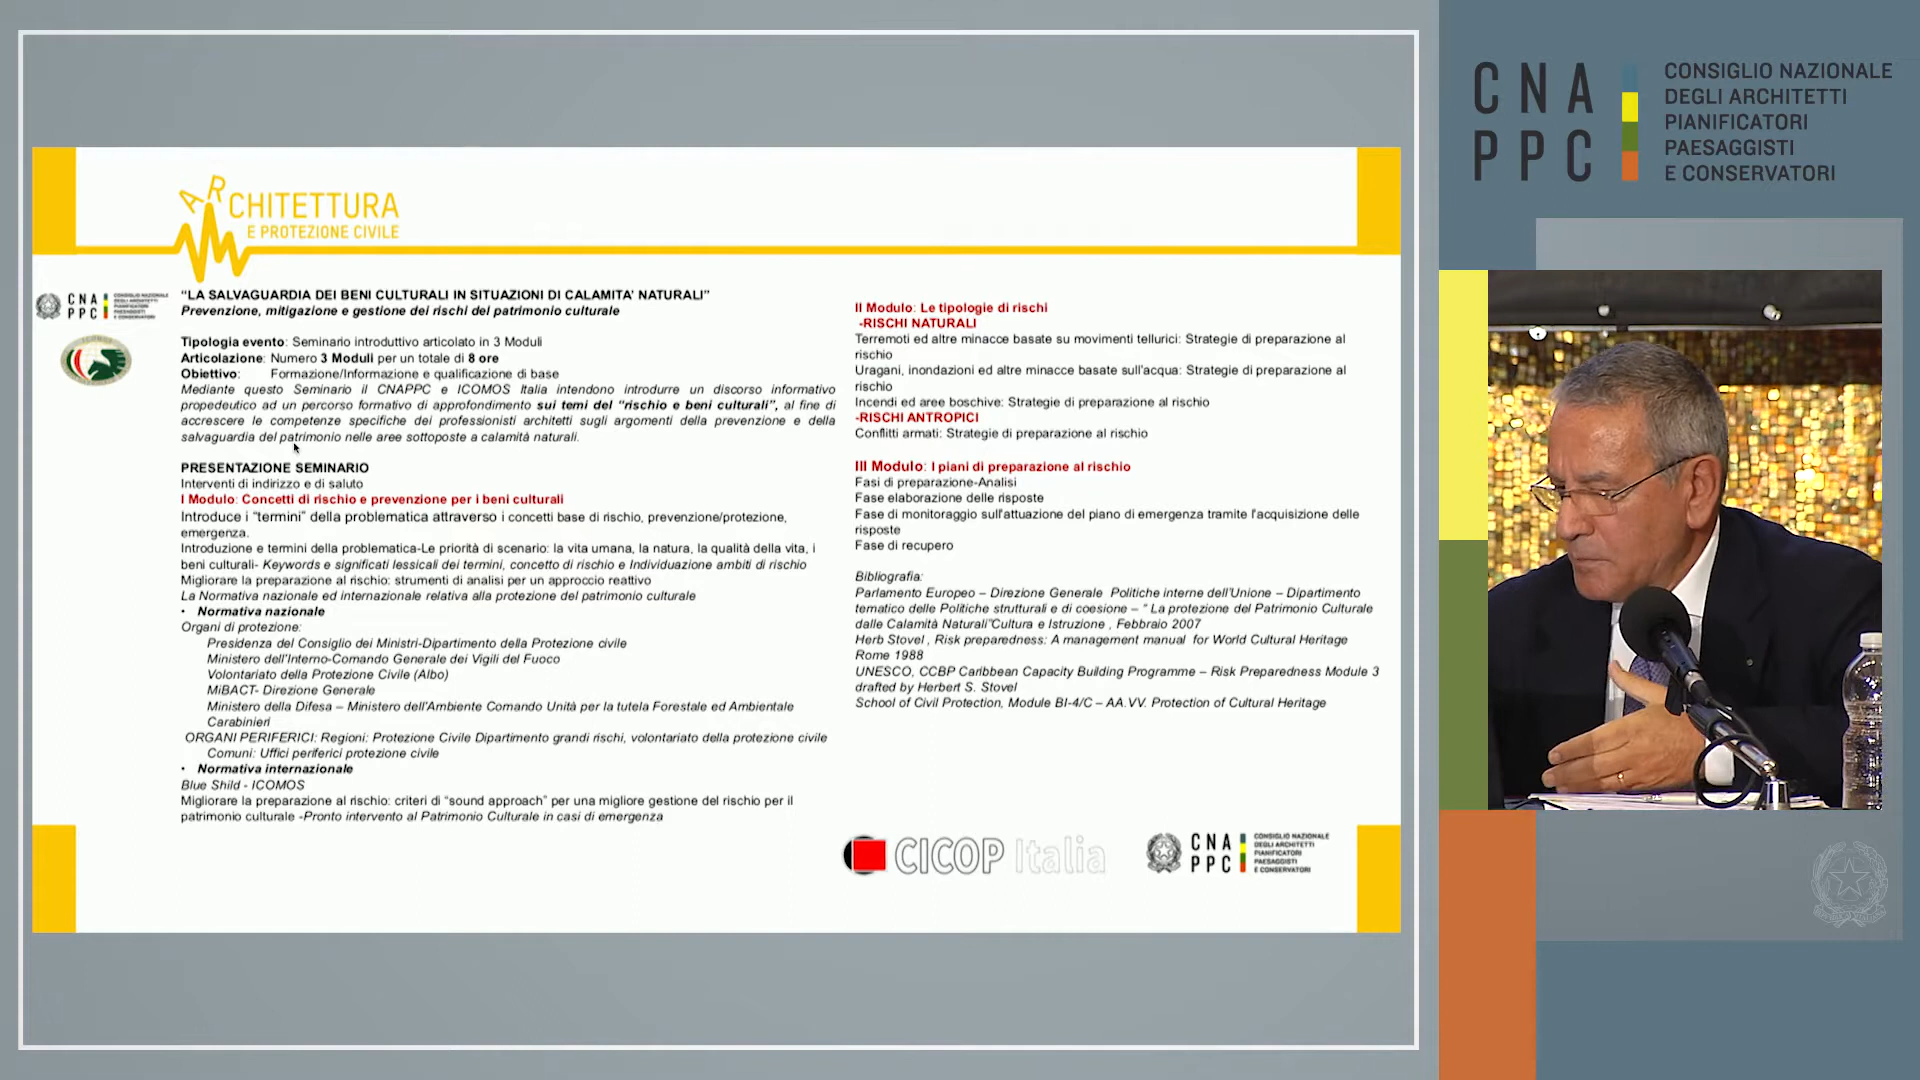 ARCHITETTURA
E PROTEZIONE CIVILE
CNA
PPC
CONSIGLIO NAZIONALE
DEGLI ARCHITETTI
PIANIFICATORI
PAESAGGISTI
E CONSERVATORI
“LA SALVAGUARDIA DEI BENI CULTURALI IN SITUAZIONI DI CALAMITA’ NATURALI”
Prevenzione, mitigazione e gestione dei rischi del patrimonio culturale
Tipologia evento: Seminario introduttivo articolato in 3 Moduli
Articolazione: Numero 3 Moduli per un totale di 8 ore
Obiettivo: Formazione/Informazione e qualificazione di base
Mediante questo Seminario il CNAPPC e ICOMOS Italia intendono introdurre un discorso informativo
propedeutico ad un percorso formativo di approfondimento sui temi del “rischio e beni culturali”, al fine di
accrescere le competenze specifiche dei professionisti architetti sugli argomenti della prevenzione e della
salvaguardia del patrimonio nelle aree sottoposte a calamità naturali.
PRESENTAZIONE SEMINARIO
Interventi di indirizzo e di saluto
I Modulo: Concetti di rischio e prevenzione per i beni culturali
Introduce i “termini” della problematica attraverso i concetti base di rischio, prevenzione/protezione,
emergenza.
Introduzione e termini della problematica-Le priorità di scenario: la vita umana, la natura, la qualità della vita, i
beni culturali- Keywords e significati lessicali dei termini, concetto di rischio e Individuazione ambiti di rischio
Migliorare la preparazione al rischio: strumenti di analisi per un approccio reattivo
La Normativa nazionale ed internazionale relativa alla protezione del patrimonio culturale
• Normativa nazionale
Organi di protezione:
Presidenza del Consiglio dei Ministri-Dipartimento della Protezione civile
Ministero dell'Interno-Comando Generale dei Vigili del Fuoco
Volontariato della Protezione Civile (Albo)
MiBACT- Direzione Generale
Ministero della Difesa – Ministero dell'Ambiente Comando Unità per la tutela Forestale ed Ambientale
Carabinieri
ORGANI PERIFERICI: Regioni: Protezione Civile Dipartimento grandi rischi, volontariato della protezione civile
Comuni: Uffici periferici protezione civile
• Normativa internazionale
Blue Shild - ICOMOS
Migliorare la preparazione al rischio: criteri di “sound approach” per una migliore gestione del rischio per il
patrimonio culturale -Pronto intervento al Patrimonio Culturale in casi di emergenza
II Modulo: Le tipologie di rischi
-RISCHI NATURALI
Terremoti ed altre minacce basate su movimenti tellurici: Strategie di preparazione al
rischio
Uragani, inondazioni ed altre minacce basate sull'acqua: Strategie di preparazione al
rischio
Incendi ed aree boschive: Strategie di preparazione al rischio
-RISCHI ANTROPICI
Conflitti armati: Strategie di preparazione al rischio
III Modulo: I piani di preparazione al rischio
Fasi di preparazione-Analisi
Fase elaborazione delle risposte
Fase di monitoraggio sull'attuazione del piano di emergenza tramite l'acquisizione delle
risposte
Fase di recupero
Bibliografia:
Parlamento Europeo – Direzione Generale Politiche interne dell'Unione – Dipartimento
tematico delle Politiche strutturali e di coesione – “ La protezione del Patrimonio Culturale
dalle Calamità Naturali”Cultura e Istruzione , Febbraio 2007
Herb Stovel , Risk preparedness: A management manual for World Cultural Heritage
Rome 1988
UNESCO, CCBP Caribbean Capacity Building Programme – Risk Preparedness Module 3
drafted by Herbert S. Stovel
School of Civil Protection, Module BI-4/C – AA.VV. Protection of Cultural Heritage
CICOP Italia
CNA
PPC
CONSIGLIO NAZIONALE
DEGLI ARCHITETTI
PIANIFICATORI
PAESAGGISTI
E CONSERVATORI
CNA
PPC
CONSIGLIO NAZIONALE
DEGLI ARCHITETTI
PIANIFICATORI
PAESAGGISTI
E CONSERVATORI